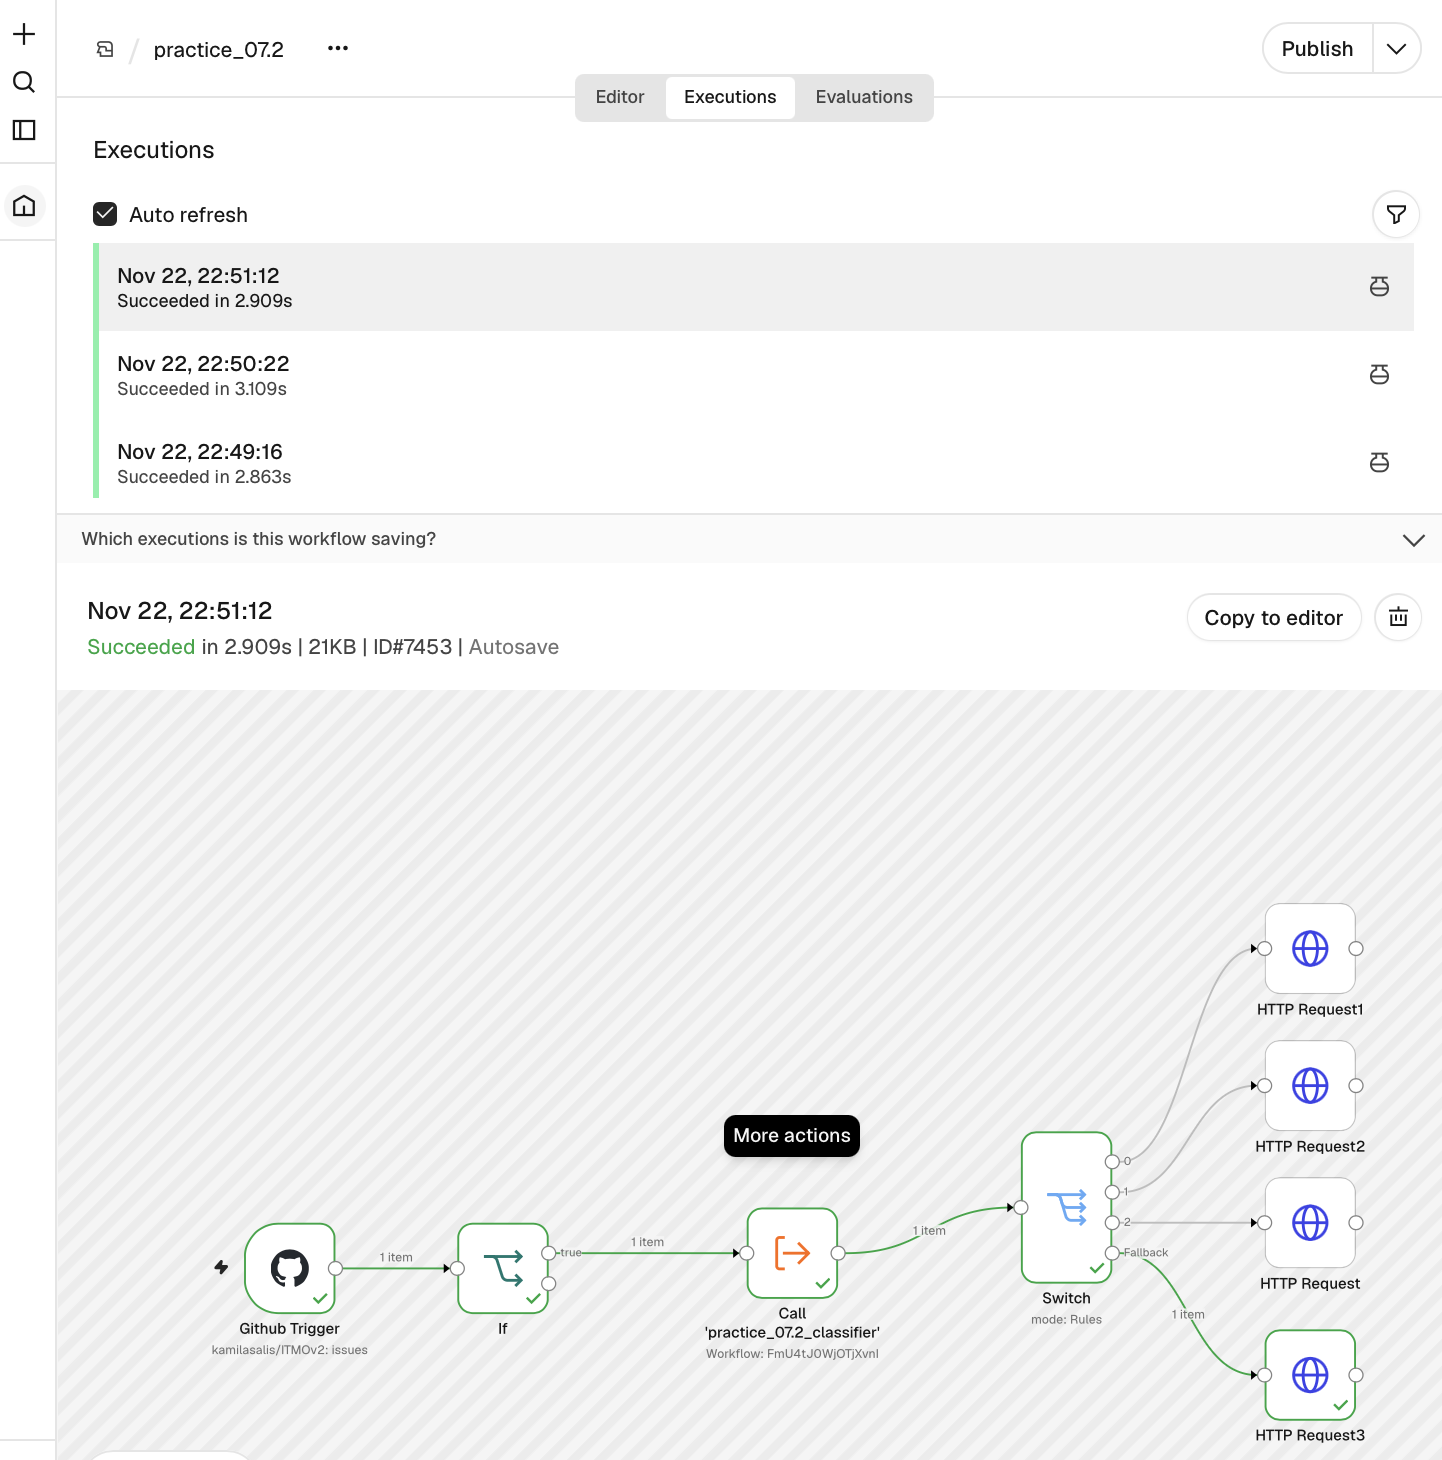 practice_07.2
Publish
Editor
Executions
Evaluations
Executions
Auto refresh
Nov 22, 22:51:12
Succeeded in 2.909s
Nov 22, 22:50:22
Succeeded in 3.109s
Nov 22, 22:49:16
Succeeded in 2.863s
Which executions is this workflow saving?
Nov 22, 22:51:12
Succeeded in 2.909s | 21KB | ID#7453 | Autosave
Copy to editor
HTTP Request1
HTTP Request2
More actions
0
1
2
Fallback
1 item
1 item
true
1 item
1 item
HTTP Request
Switch
mode: Rules
Call
'practice_07.2_classifier'
Workflow: FmU4tJ0WjOTjXvnI
Github Trigger
kamilasalis/ITMOv2: issues
If
HTTP Request3